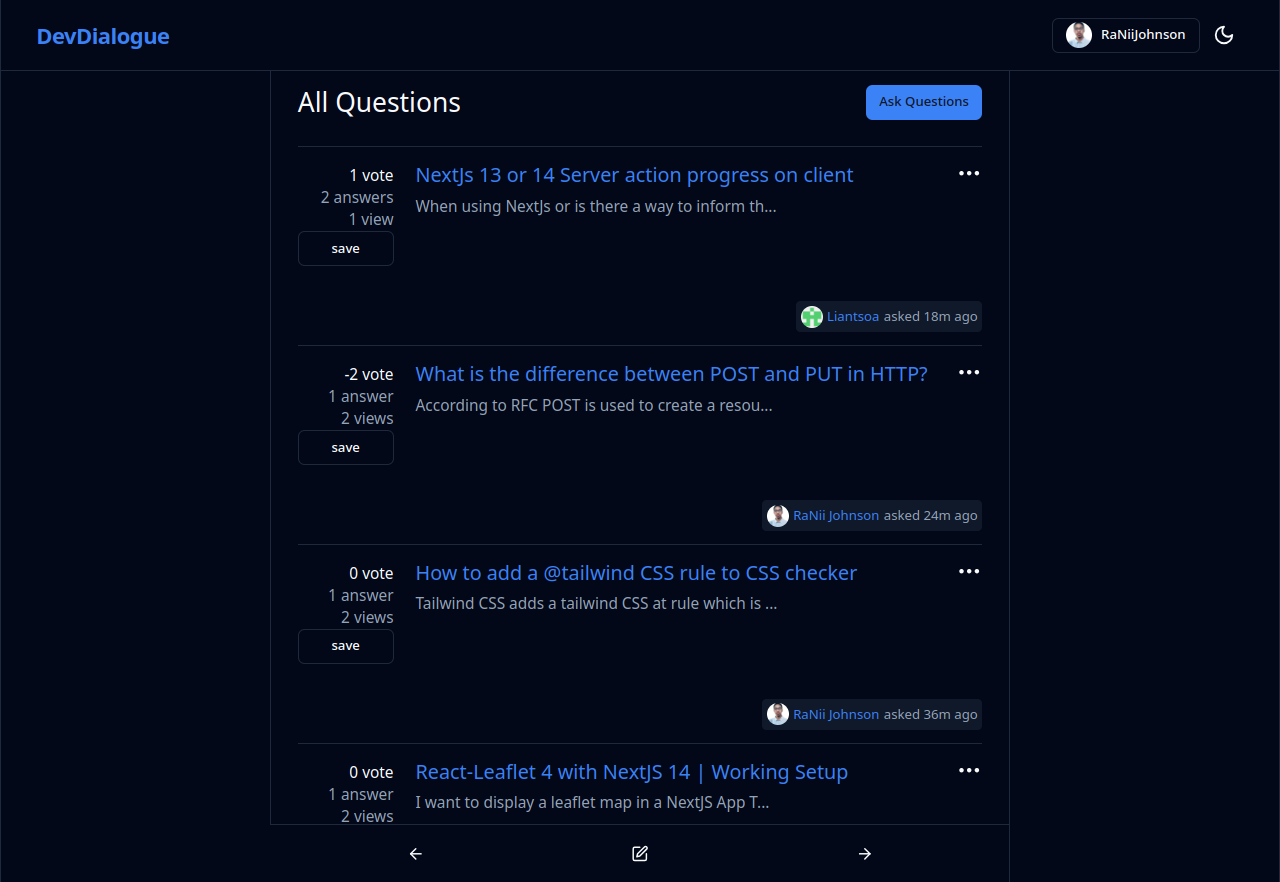 DevDialogue
RaNiiJohnson
All Questions
Ask Questions
1 vote
2 answers
1 view
save
NextJs 13 or 14 Server action progress on client
When using NextJs or is there a way to inform th...
Liantsoa asked 18m ago
-2 vote
1 answer
2 views
save
What is the difference between POST and PUT in HTTP?
According to RFC POST is used to create a resou...
RaNii Johnson asked 24m ago
0 vote
1 answer
2 views
save
How to add a @tailwind CSS rule to CSS checker
Tailwind CSS adds a tailwind CSS at rule which is ...
RaNii Johnson asked 36m ago
0 vote
1 answer
2 views
React-Leaflet 4 with NextJS 14 | Working Setup
I want to display a leaflet map in a NextJS App T...